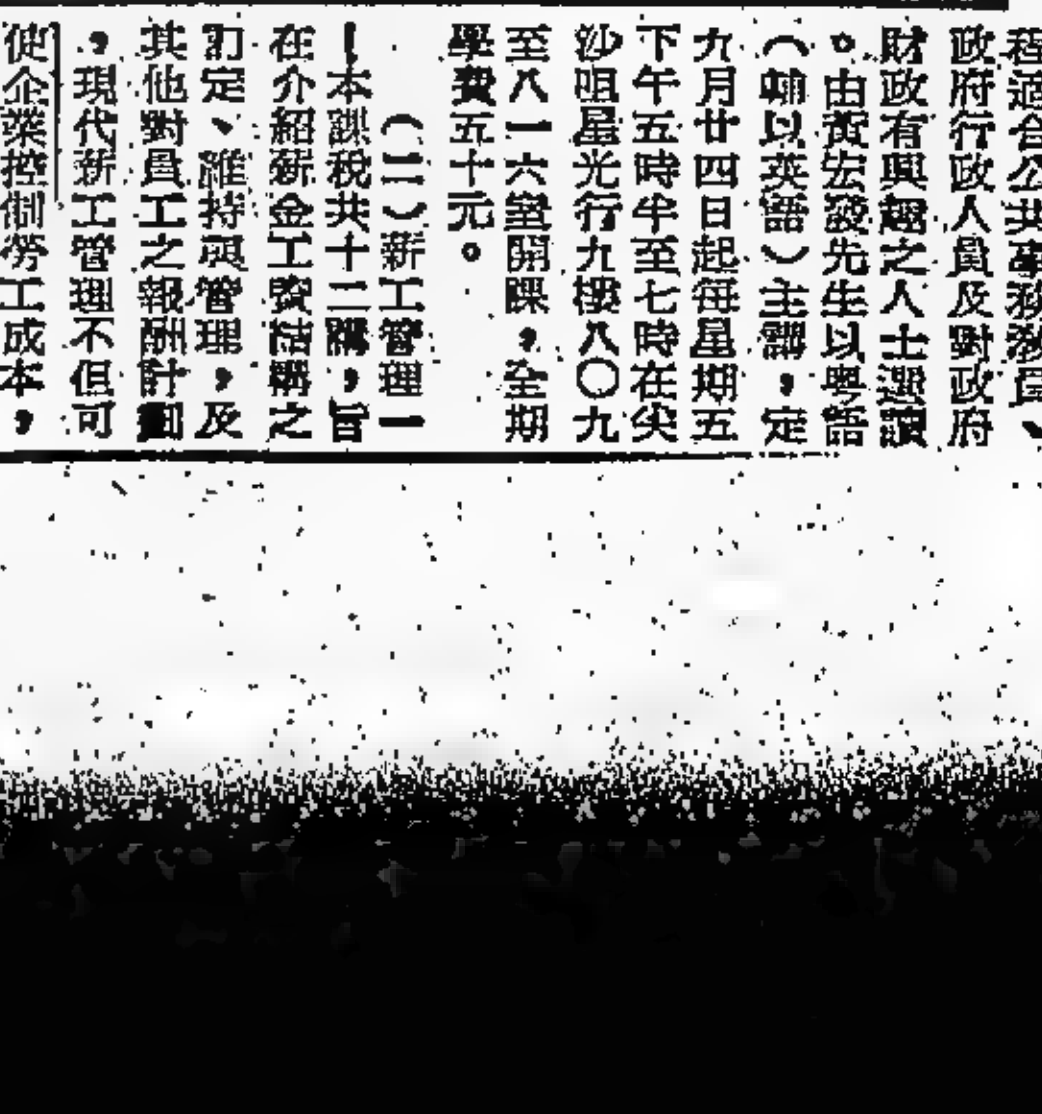 程適合公共事務敎員、
政府行政人員及對政府
財政有興趣之人士選讀
。由黃宏發先生以粤語
（輔以英語）主講，定
九月廿四日起每星期五
下午五時半至七時在尖
沙咀星光行九樓八〇九
至八一六室開課，全期
學費五十元。
（二）薪工管理一
—本課程共十二講，旨
在介紹薪金工資結構之
訂定、維持與管理，及
其他對員工之報酬計劃
，現代薪工管理不但可
使企業控制勞工成本，